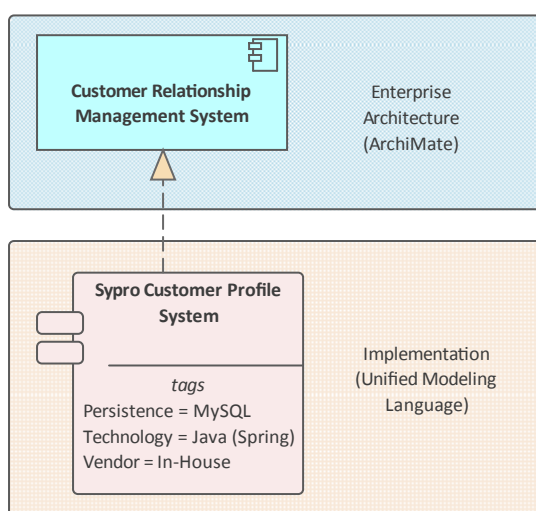 Customer Relationship
Management System
Enterprise
Architecture
(ArchiMate)
Sypro Customer Profile
System
tags
Persistence = MySQL
Technology = Java (Spring)
Vendor = In-House
Implementation
(Unified Modeling
Language)